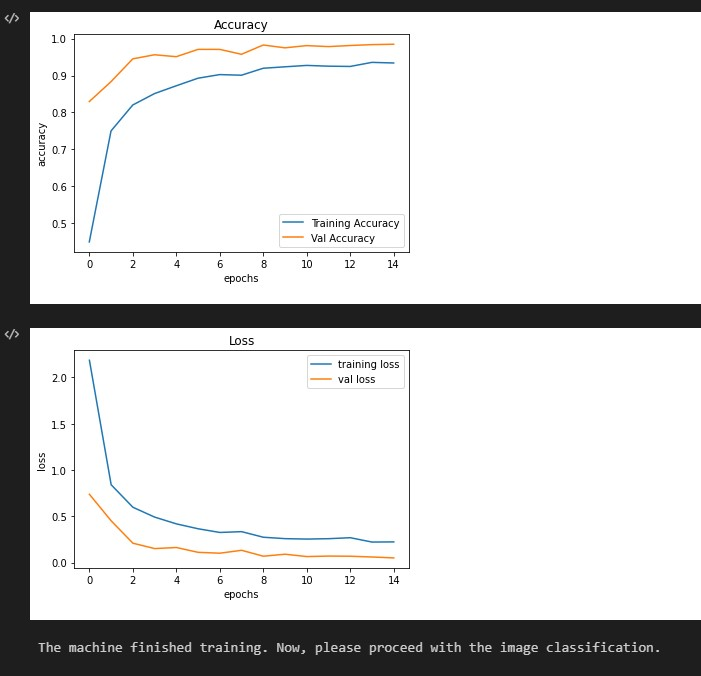 </>
Accuracy
1.0
0.9
0.8
0.7
0.6
0.5
accuracy
Training Accuracy
Val Accuracy
0 2 4 6 8 10 12 14
epochs
</>
Loss
2.0
1.5
1.0
0.5
0.0
loss
training loss
val loss
0 2 4 6 8 10 12 14
epochs
The machine finished training. Now, please proceed with the image classification.